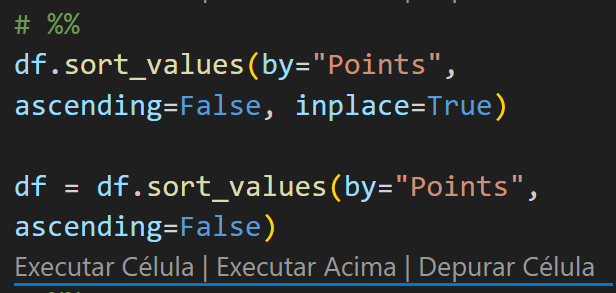 # %%
df.sort_values(by="Points",
ascending=False, inplace=True)
df = df.sort_values(by="Points",
ascending=False)
Executar Célula | Executar Acima | Depurar Célula